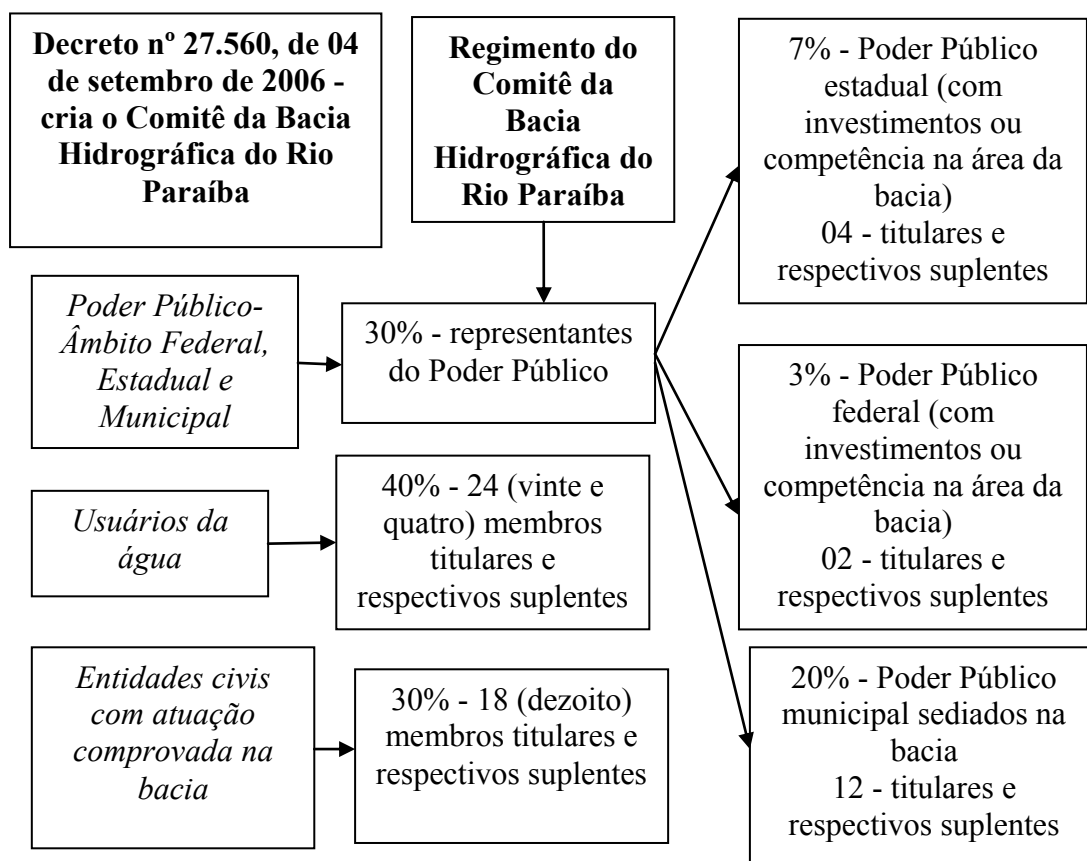 Decreto nº 27.560, de 04
de setembro de 2006 -
cria o Comitê da Bacia
Hidrográfica do Rio
Paraíba
Regimento do
Comitê da
Bacia
Hidrográfica do
Rio Paraíba
7% - Poder Público
estadual (com
investimentos ou
competência na área da
bacia)
04 - titulares e
respectivos suplentes
Poder Público-
Âmbito Federal,
Estadual e
Municipal
30% - representantes
do Poder Público
3% - Poder Público
federal (com
investimentos ou
competência na área da
bacia)
02 - titulares e
respectivos suplentes
Usuários da
água
40% - 24 (vinte e
quatro) membros
titulares e
respectivos suplentes
Entidades civis
com atuação
comprovada na
bacia
30% - 18 (dezoito)
membros titulares e
respectivos suplentes
20% - Poder Público
municipal sediados na
bacia
12 - titulares e
respectivos suplentes